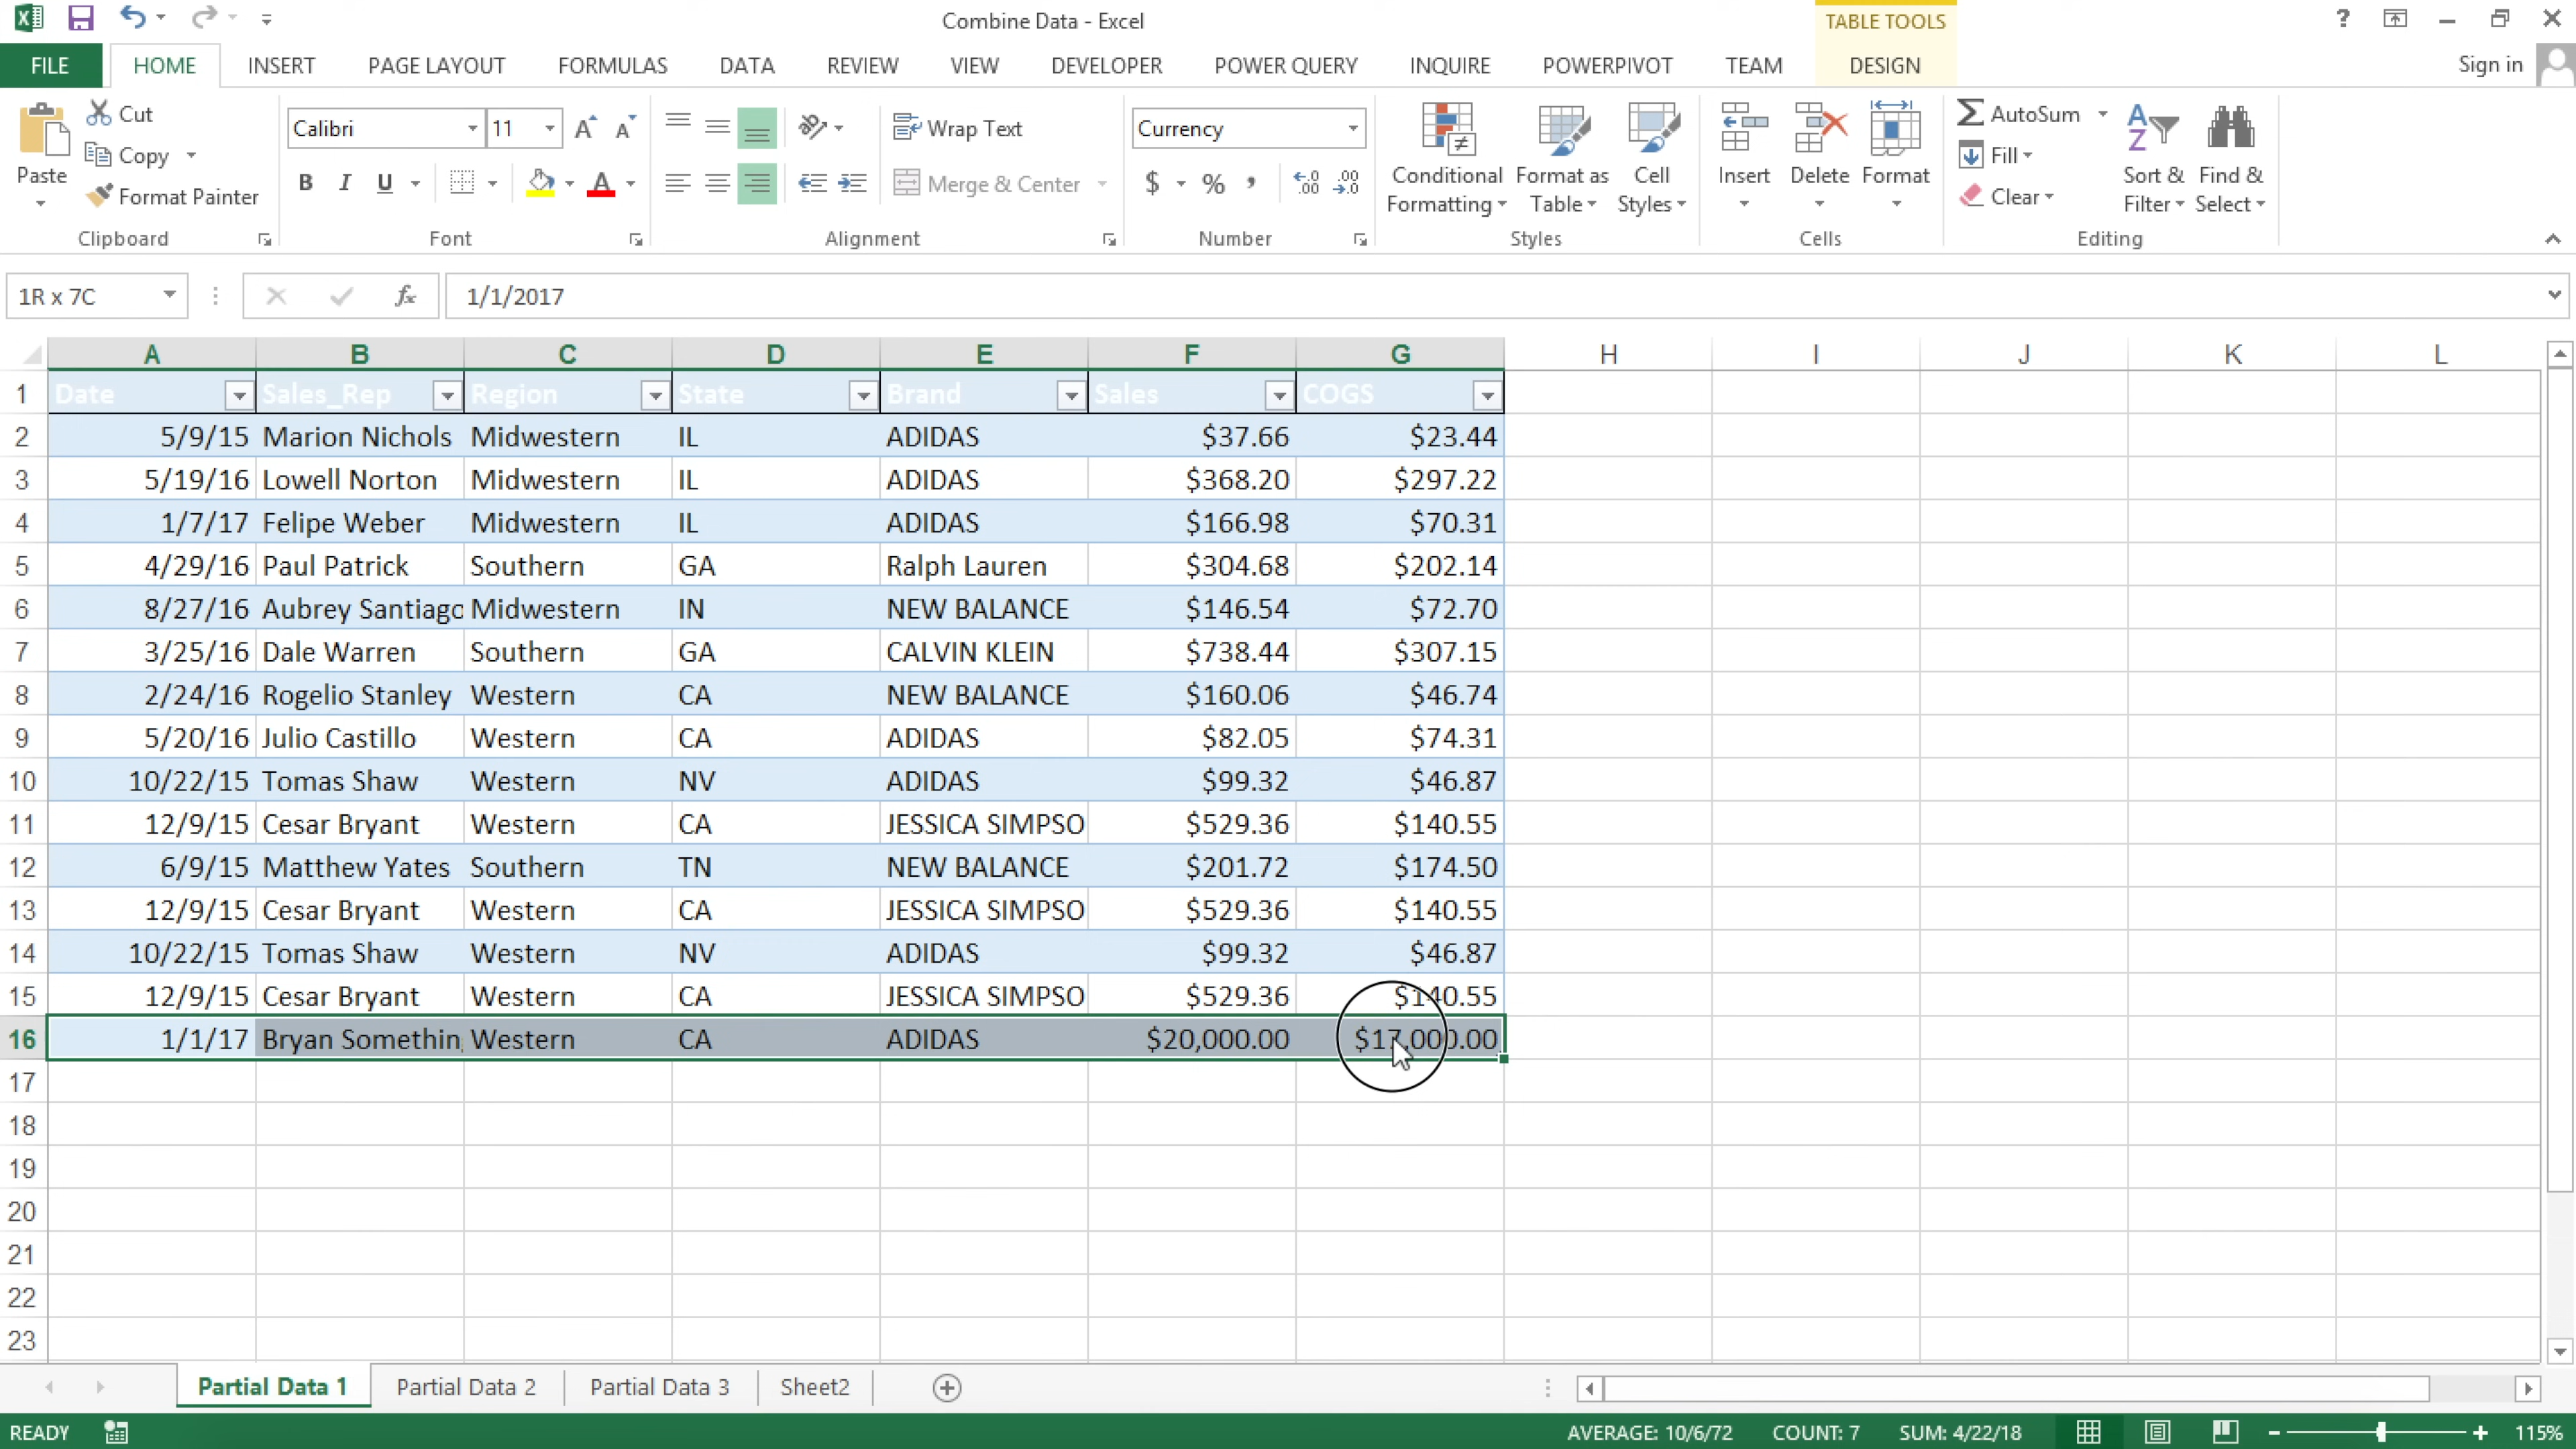 Combine Data - Excel
TABLE TOOLS
?
FILE HOME INSERT PAGE LAYOUT FORMULAS DATA REVIEW VIEW DEVELOPER POWER QUERY INQUIRE POWERPIVOT TEAM DESIGN Sign in
Paste
Cut
Copy
Format Painter
Clipboard
Calibri 11
B I U
Font
Wrap Text
Merge & Center
Alignment
Currency
$ % ,
Number
Conditional Formatting
Format as Table
Cell Styles
Styles
Insert
Delete
Format
Cells
AutoSum
Fill
Clear
Sort & Filter
Find & Select
Editing
1R x 7C fx 1/1/2017
A B C D E F G H I J K L
1 Date Sales_Rep Region State Brand Sales COGS
2 5/9/15 Marion Nichols Midwestern IL ADIDAS $37.66 $23.44
3 5/19/16 Lowell Norton Midwestern IL ADIDAS $368.20 $297.22
4 1/7/17 Felipe Weber Midwestern IL ADIDAS $166.98 $70.31
5 4/29/16 Paul Patrick Southern GA Ralph Lauren $304.68 $202.14
6 8/27/16 Aubrey Santiago Midwestern IN NEW BALANCE $146.54 $72.70
7 3/25/16 Dale Warren Southern GA CALVIN KLEIN $738.44 $307.15
8 2/24/16 Rogelio Stanley Western CA NEW BALANCE $160.06 $46.74
9 5/20/16 Julio Castillo Western CA ADIDAS $82.05 $74.31
10 10/22/15 Tomas Shaw Western NV ADIDAS $99.32 $46.87
11 12/9/15 Cesar Bryant Western CA JESSICA SIMPSO $529.36 $140.55
12 6/9/15 Matthew Yates Southern TN NEW BALANCE $201.72 $174.50
13 12/9/15 Cesar Bryant Western CA JESSICA SIMPSO $529.36 $140.55
14 10/22/15 Tomas Shaw Western NV ADIDAS $99.32 $46.87
15 12/9/15 Cesar Bryant Western CA JESSICA SIMPSO $529.36 $140.55
16 1/1/17 Bryan Somethin Western CA ADIDAS $20,000.00 $17,000.00
17
18
19
20
21
22
23
Partial Data 1 Partial Data 2 Partial Data 3 Sheet2
READY AVERAGE: 10/6/72 COUNT: 7 SUM: 4/22/18 115%